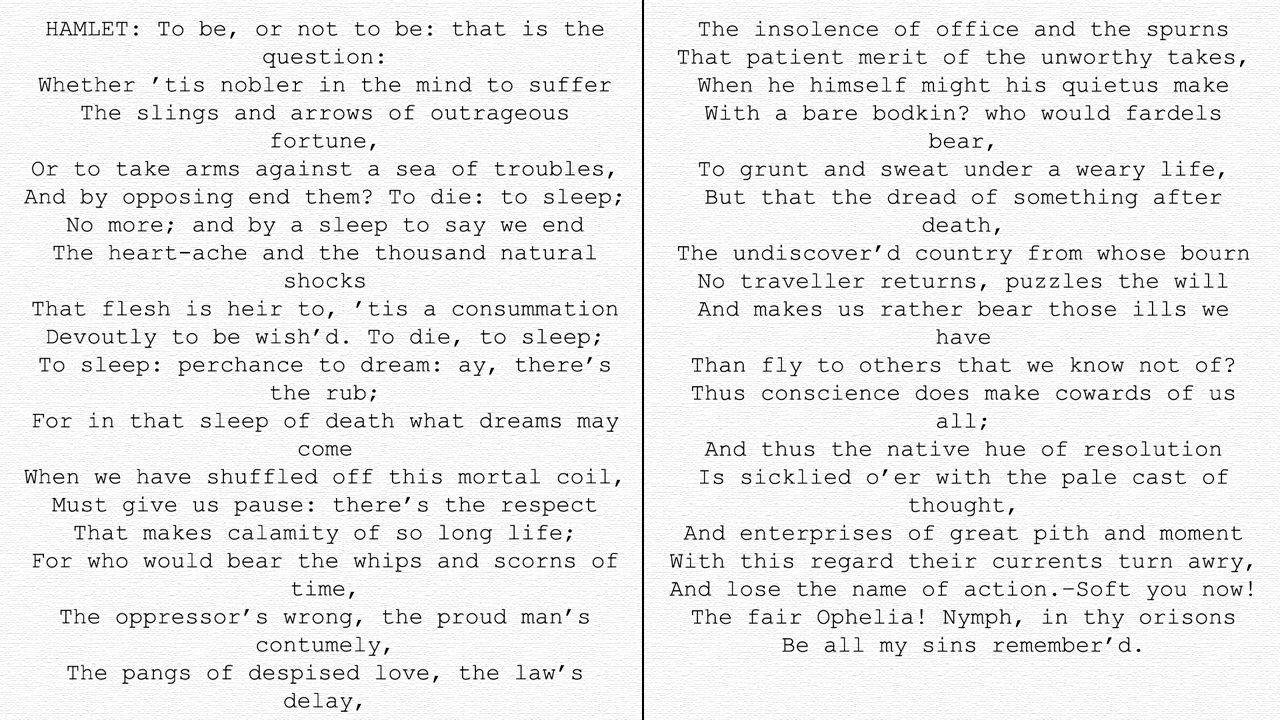 HAMLET: To be, or not to be: that is the
question:
Whether ’tis nobler in the mind to suffer
The slings and arrows of outrageous
fortune,
Or to take arms against a sea of troubles,
And by opposing end them? To die: to sleep;
No more; and by a sleep to say we end
The heart-ache and the thousand natural
shocks
That flesh is heir to, ’tis a consummation
Devoutly to be wish’d. To die, to sleep;
To sleep: perchance to dream: ay, there’s
the rub;
For in that sleep of death what dreams may
come
When we have shuffled off this mortal coil,
Must give us pause: there’s the respect
That makes calamity of so long life;
For who would bear the whips and scorns of
time,
The oppressor’s wrong, the proud man’s
contumely,
The pangs of despised love, the law’s
delay,
The insolence of office and the spurns
That patient merit of the unworthy takes,
When he himself might his quietus make
With a bare bodkin? who would fardels
bear,
To grunt and sweat under a weary life,
But that the dread of something after
death,
The undiscover’d country from whose bourn
No traveller returns, puzzles the will
And makes us rather bear those ills we
have
Than fly to others that we know not of?
Thus conscience does make cowards of us
all;
And thus the native hue of resolution
Is sicklied o’er with the pale cast of
thought,
And enterprises of great pith and moment
With this regard their currents turn awry,
And lose the name of action.–Soft you now!
The fair Ophelia! Nymph, in thy orisons
Be all my sins remember’d.